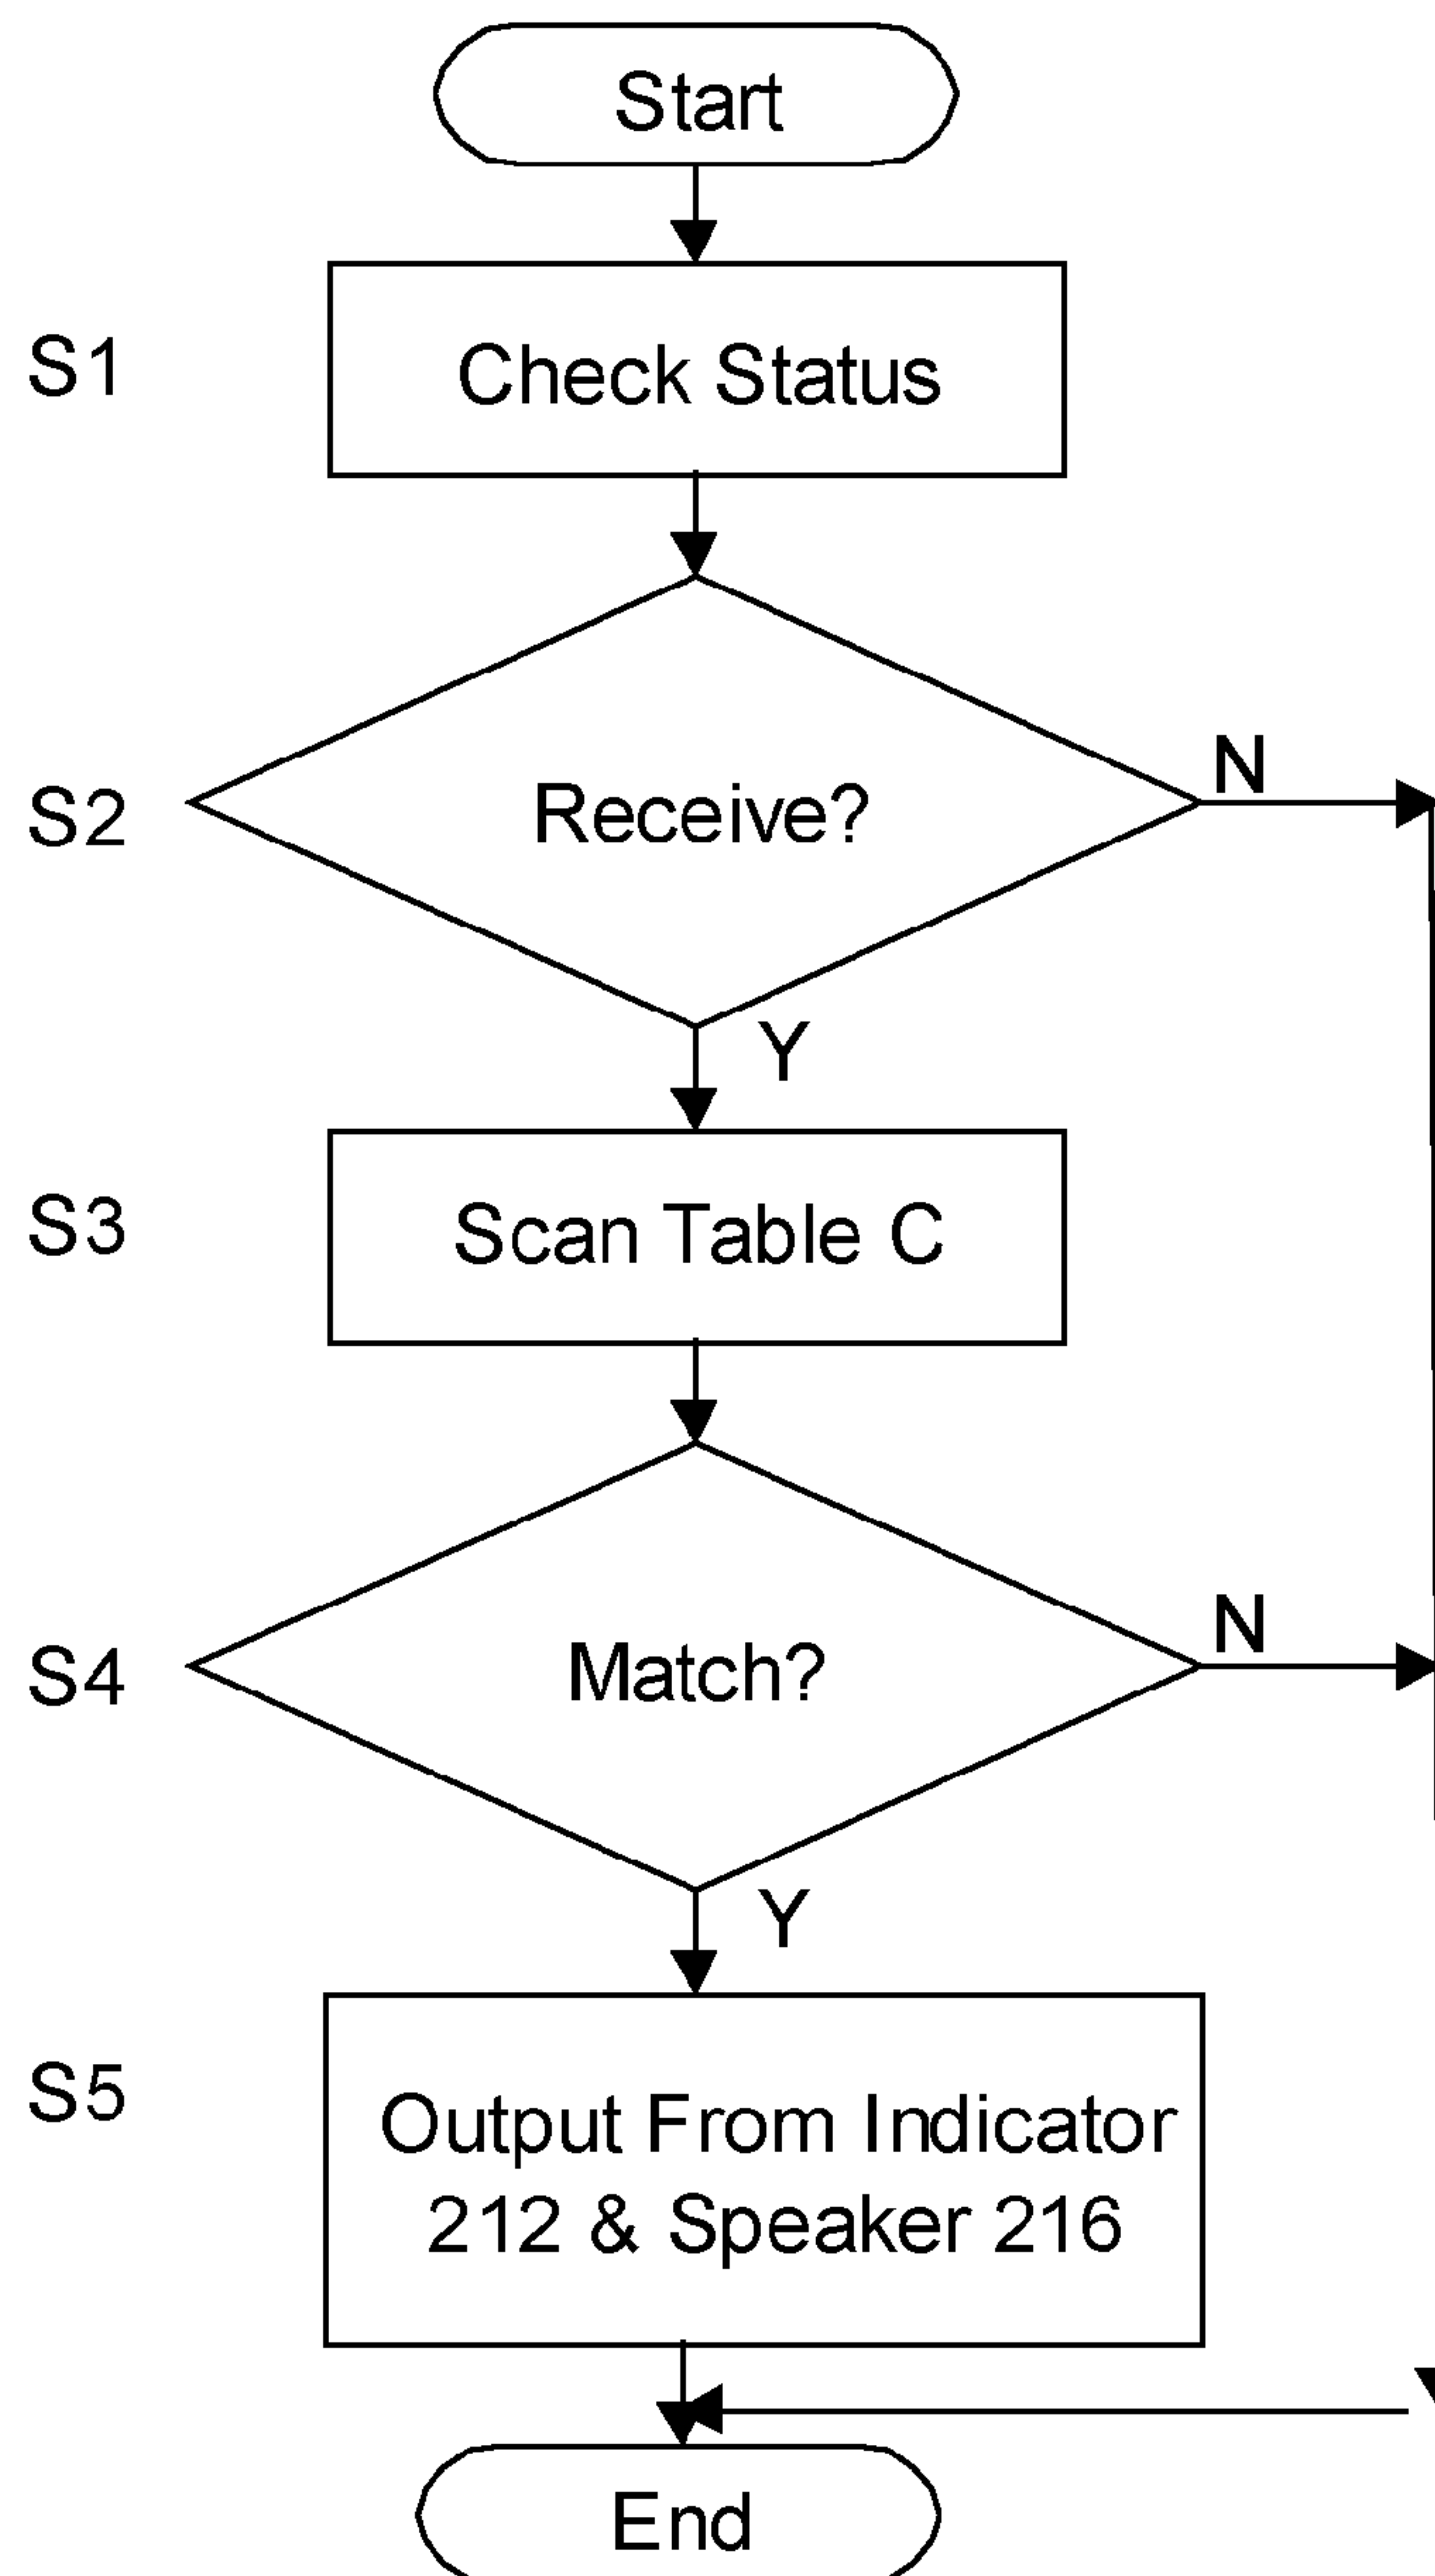 Start
S1
Check Status
S2
Receive?
N
Y
S3
Scan Table C
S4
Match?
N
Y
S5
Output From Indicator
212 & Speaker 216
End